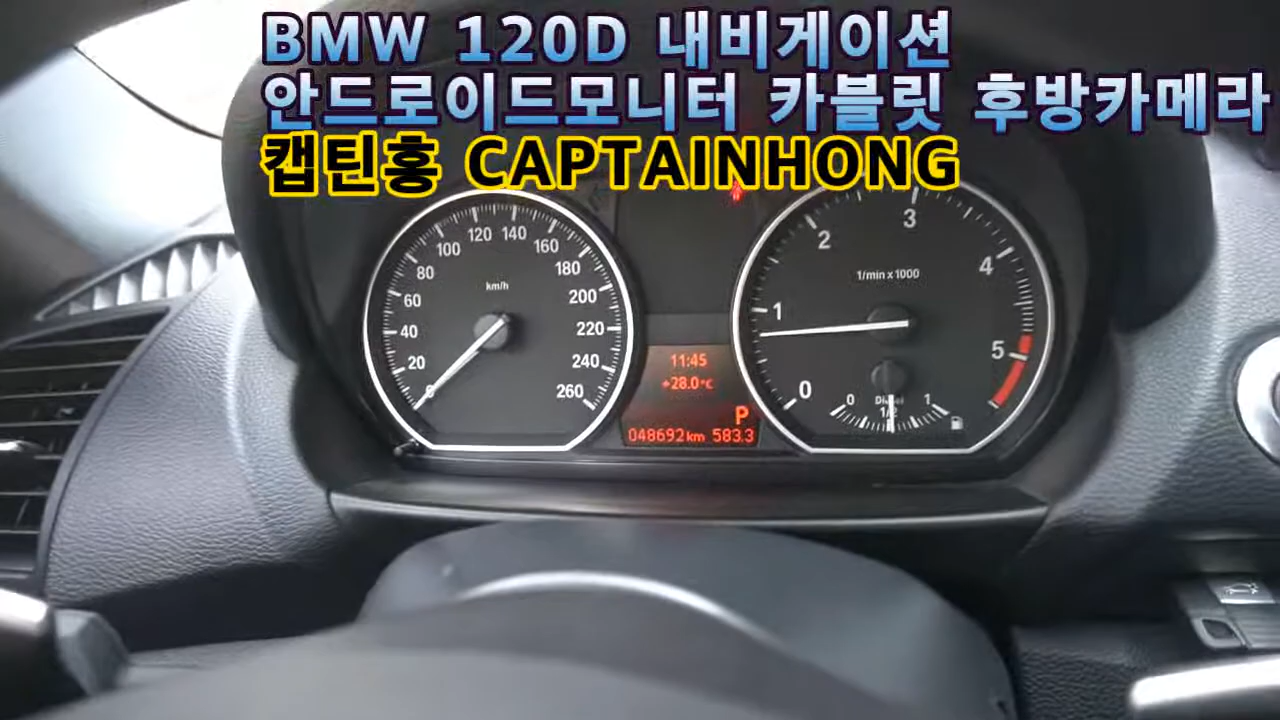 BMW 120D 내비게이션
안드로이드모니터 카블릿 후방카메라
캡틴홍 CAPTAINHONG
0 20 40 60 80 100 120 140 160 180 200 220 240 260
km/h
11:45
+28.0°C
P
048692km 583.3
0 1 2 3 4 5
1/min x 1000
Diesel
0 1/2 1